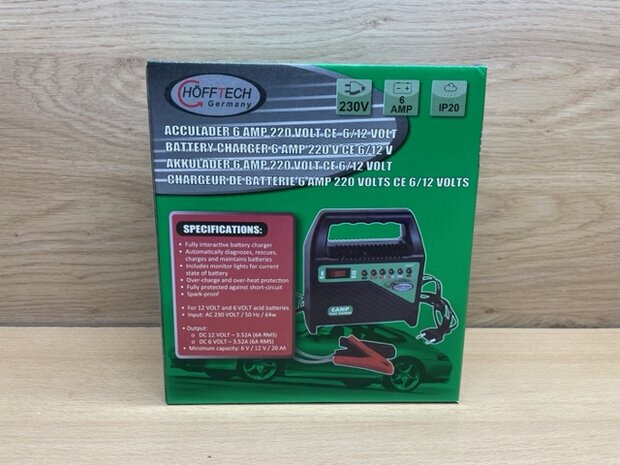 HÖFFTECH
Germany
230V
6 AMP
IP20
ACCULADER 6 AMP 220 VOLT CE 6/12 VOLT
BATTERY CHARGER 6 AMP 220 V CE 6/12 V
AKKULADER 6 AMP 220 VOLT CE 6/12 VOLT
CHARGEUR DE BATTERIE 6 AMP 220 VOLTS CE 6/12 VOLTS
SPECIFICATIONS:
• Fully interactive battery charger
• Automatically diagnoses, rescues,
charges and maintains batteries
• Includes monitor lights for current
state of battery
• Over-charge and over-heat protection
• Fully protected against short-circuit
• Spark-proof
• For 12 VOLT and 6 VOLT acid batteries
• Input: AC 230 VOLT / 50 Hz / 64w
• Output:
o DC 12 VOLT – 3.52A (6A RMS)
o DC 6 VOLT – 3.52A (6A RMS)
• Minimum capacity: 6 V / 12 V / 20 Ah
6AMP